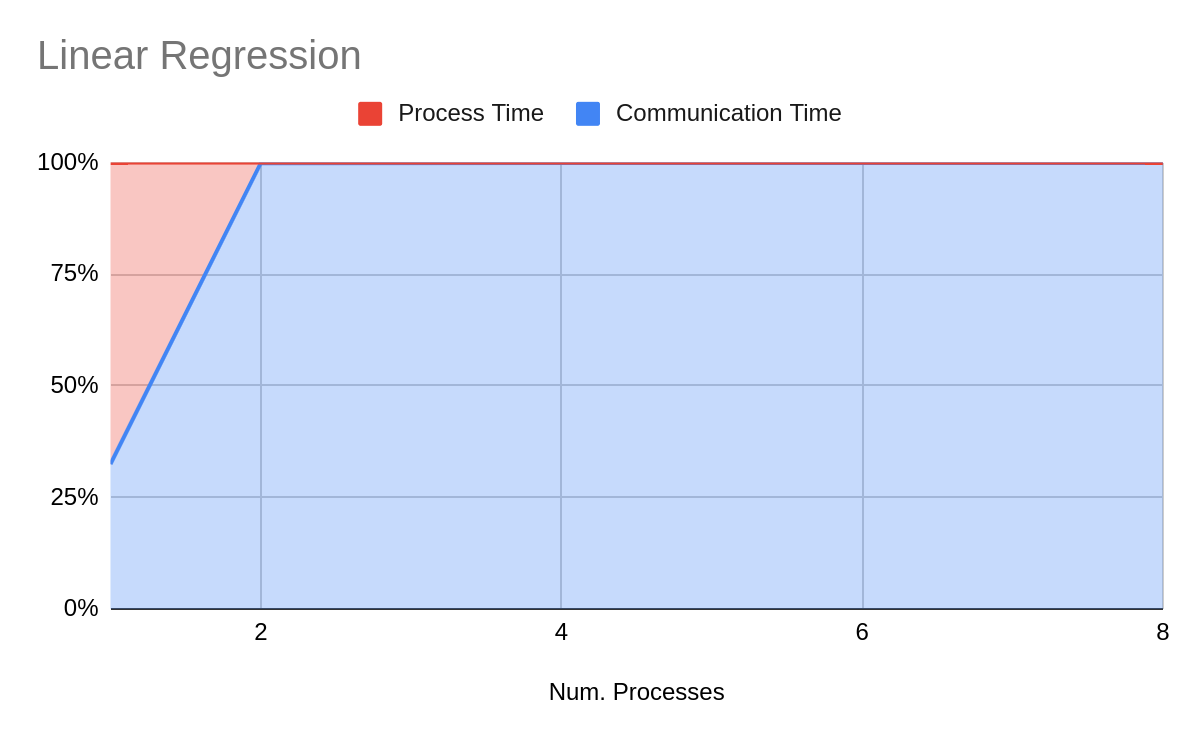 Linear Regression
Process Time Communication Time
100%
75%
50%
25%
0%
2 4 6 8
Num. Processes